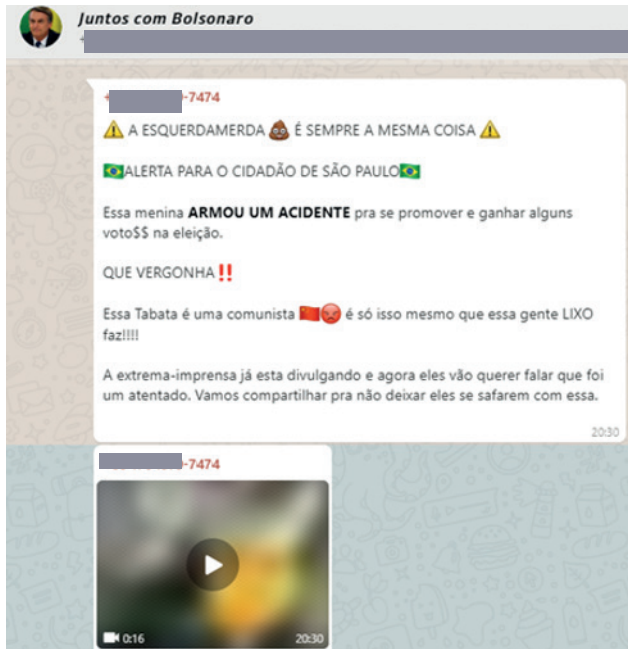 Juntos com Bolsonaro
-7474
⚠️ A ESQUERDAMERDA 💩 É SEMPRE A MESMA COISA ⚠️
🇧🇷ALERTA PARA O CIDADÃO DE SÃO PAULO🇧🇷
Essa menina ARMOU UM ACIDENTE pra se promover e ganhar alguns
voto$$ na eleição.
QUE VERGONHA‼️
Essa Tabata é uma comunista 🇨🇳😡 é só isso mesmo que essa gente LIXO
faz!!!!
A extrema-imprensa já esta divulgando e agora eles vão querer falar que foi
um atentado. Vamos compartilhar pra não deixar eles se safarem com essa.
20:30
-7474
0:16
20:30